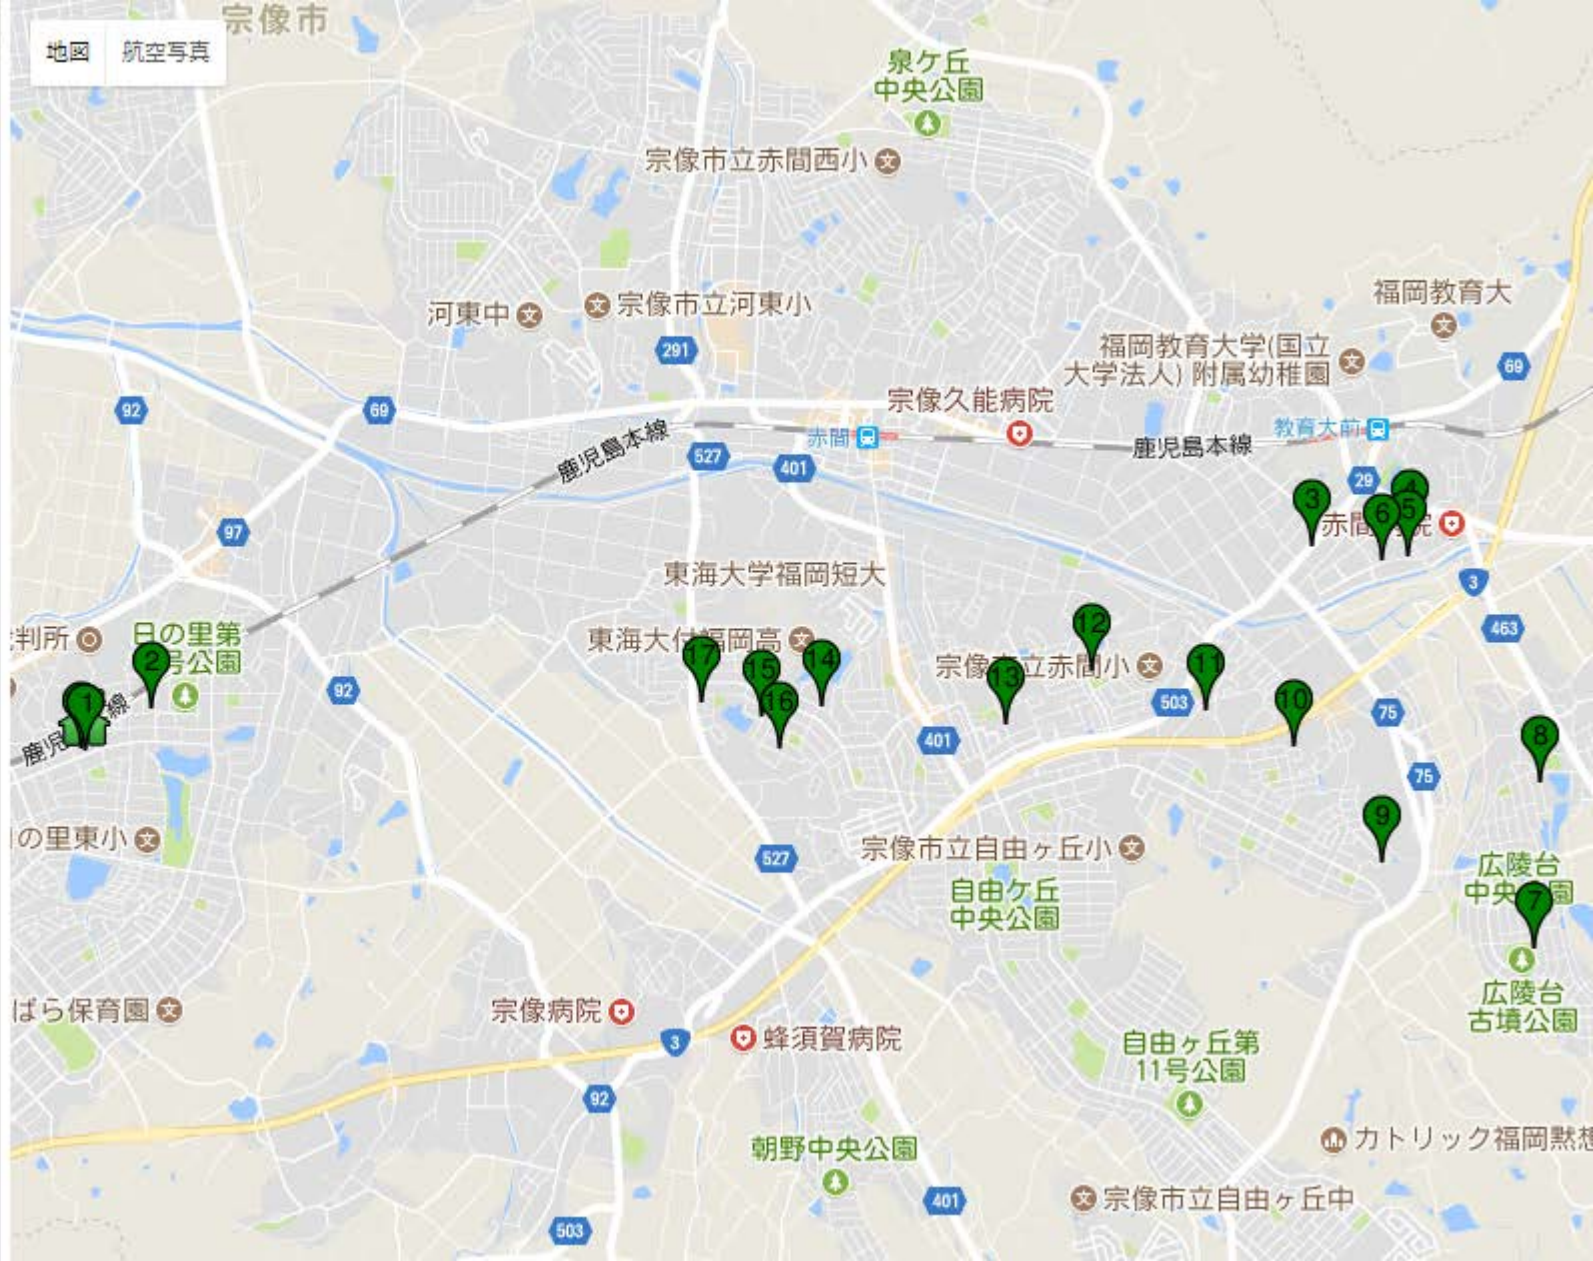 宗像市
地図
航空写真
泉ケ丘
中央公園
宗像市立赤間西小
文
福岡教育大
文
河東中
文
文
宗像市立河東小
291
福岡教育大学(国立
大学法人) 附属幼稚園
文
69
92
69
宗像久能病院
赤間
教育大前
鹿児島本線
鹿児島本線
527
401
29
3
4
5
6
97
3
東海大学福岡短大
463
判所
日の里第
号公園
東海大付福岡高
文
宗像市立赤間小
文
12
17
15
14
16
13
11
10
2
1
92
503
75
401
8
75
9
の里東小
文
527
宗像市立自由ヶ丘小
文
自由ケ丘
中央公園
広陵台
7
広陵台
古墳公園
ばら保育園
文
宗像病院
3
蜂須賀病院
自由ヶ丘第
11号公園
92
朝野中央公園
カトリック福岡黙想
401
文
宗像市立自由ヶ丘中
503